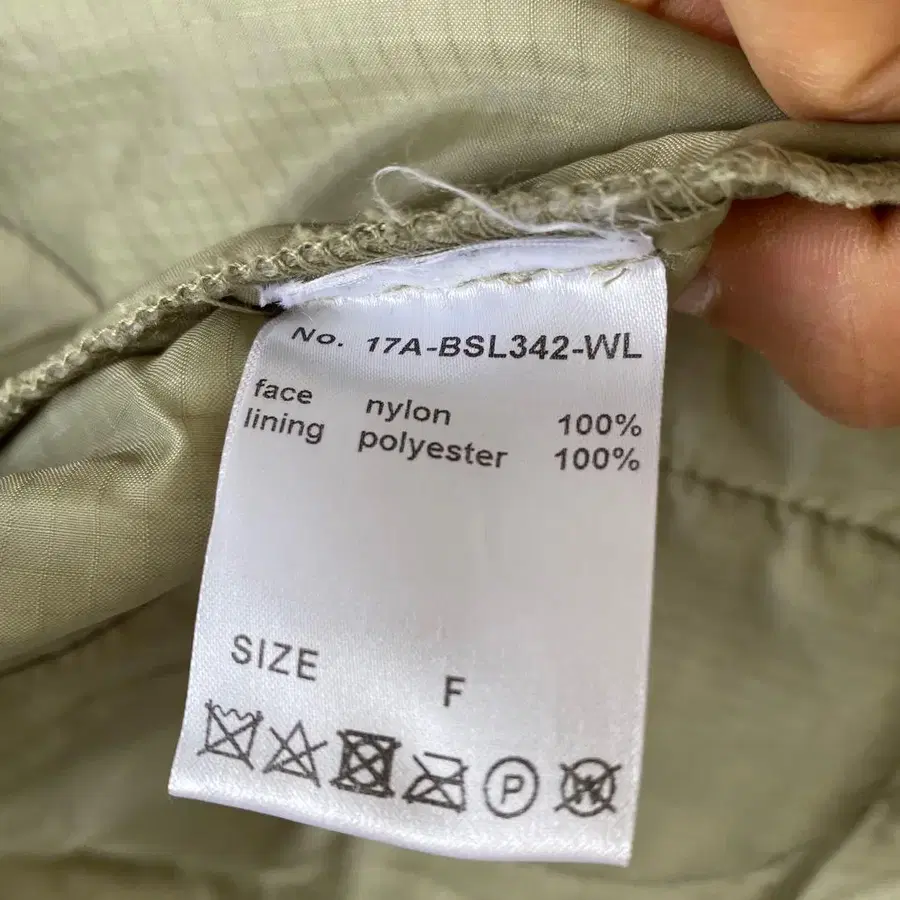 No. 17A-BSL342-WL
face nylon 100%
lining polyester 100%
SIZE F
P W